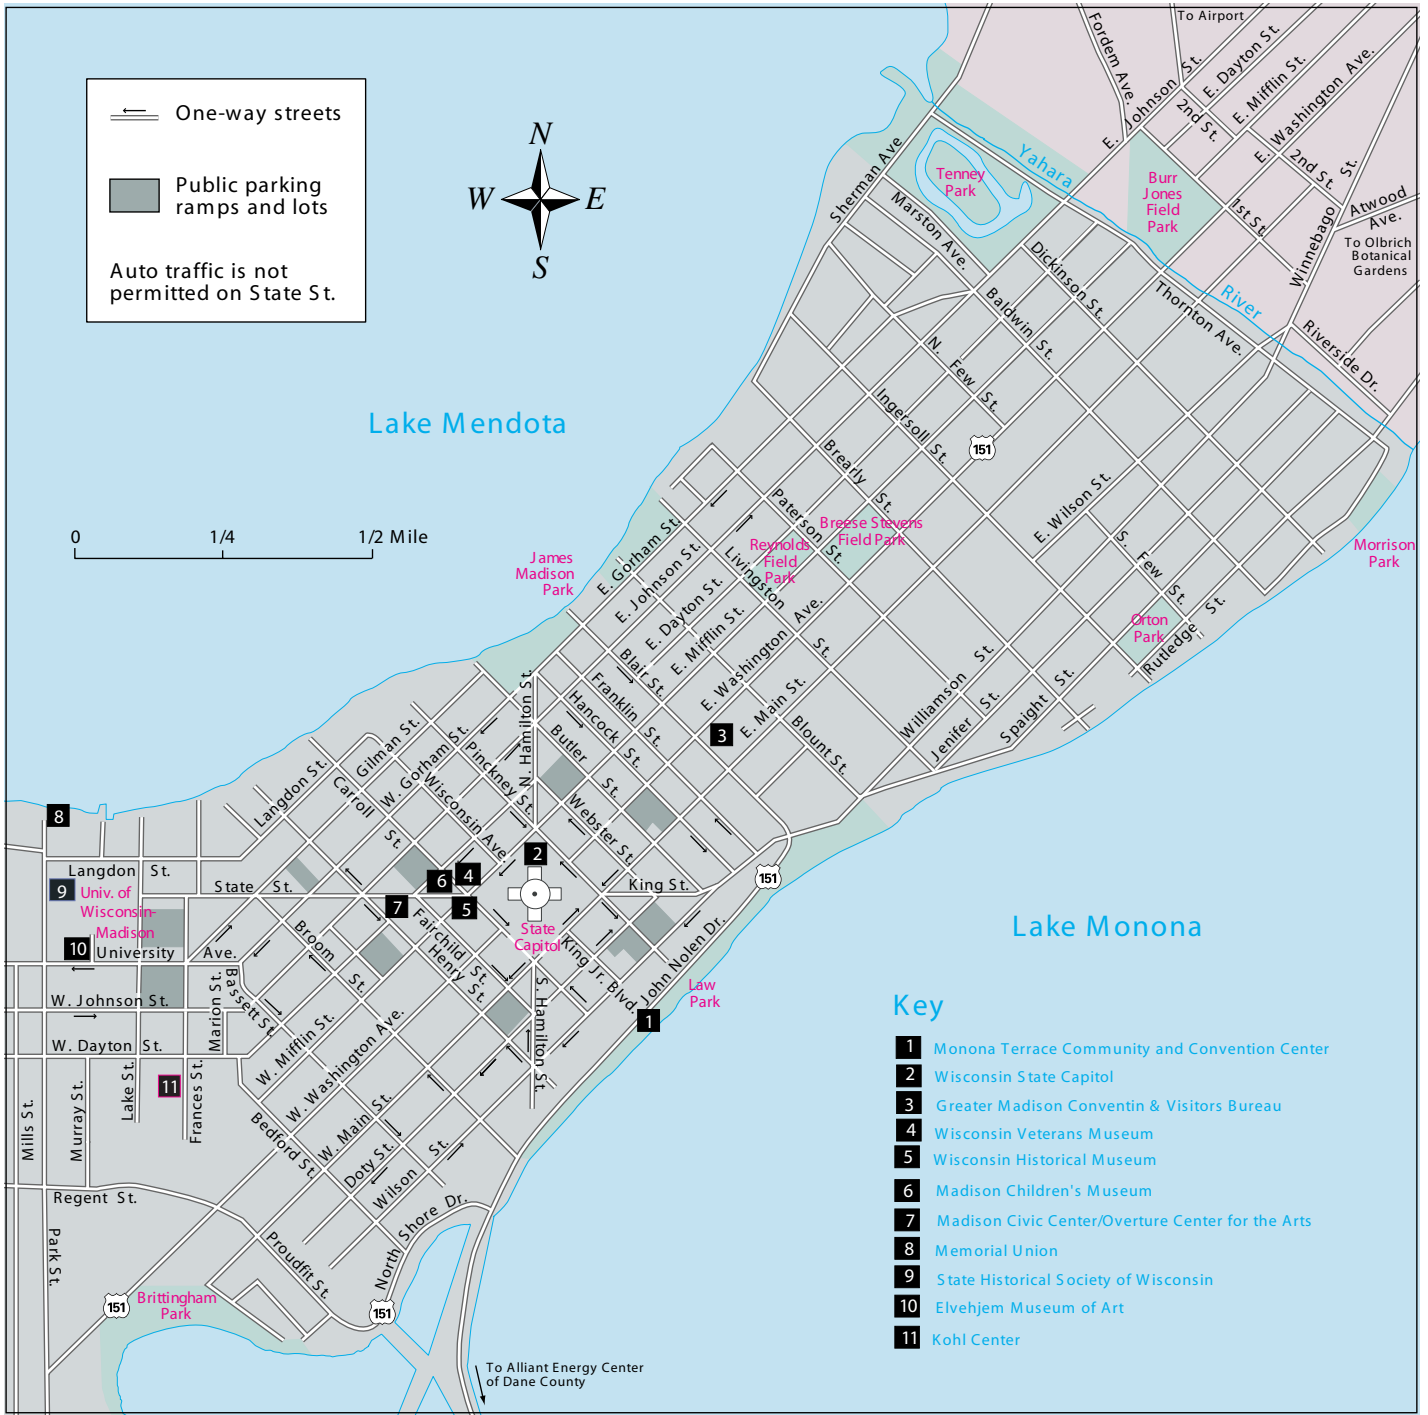 One-way streets
Public parking
ramps and lots
Auto traffic is not
permitted on State St.
N
W
E
S
Lake Mendota
0
1/4
1/2 Mile
To Airport
Fordem Ave.
E. Johnson St.
E. Dayton St.
E. Mifflin St.
E. Washington Ave.
2nd St.
2nd St.
1st St.
Winnebago St.
Atwood
Ave.
To Olbrich
Botanical
Gardens
Riverside Dr.
Yahara
River
Burr
Jones
Field
Park
Tenney
Park
Sherman Ave
Marston Ave.
Dickinson St.
Thornton Ave.
Baldwin St.
N. Few St.
Ingersoll St.
151
Brearly St.
Paterson St.
Breese Stevens
Field Park
Reynolds
Field
Park
Livingston St.
E. Wilson St.
S. Few St.
Morrison
Park
Orton
Park
Rutledge St.
James
Madison
Park
E. Gorham St.
E. Johnson St.
E. Dayton St.
E. Mifflin St.
E. Washington Ave.
E. Main St.
Blair St.
Franklin St.
Hancock St.
Butler St.
Webster St.
Blount St.
Williamson St.
Jenifer St.
Spaight St.
3
N. Hamilton St.
Pinckney St.
Wisconsin Ave.
W. Gorham St.
Gilman St.
Carroll St.
Langdon St.
8
Langdon St.
State St.
9
Univ. of
Wisconsin-
Madison
10
University Ave.
W. Johnson St.
W. Dayton St.
11
Mills St.
Murray St.
Lake St.
Frances St.
Marion St.
Bassett St.
Broom St.
Fairchild St.
Henry St.
2
4
5
6
7
State
Capitol
King St.
King Jr. Blvd.
151
John Nolen Dr.
Law
Park
1
S. Hamilton St.
W. Mifflin St.
W. Washington Ave.
W. Main St.
Doty St.
Wilson St.
Bedford St.
Regent St.
Park St.
Proudfit St.
North Shore Dr.
151
Brittingham
Park
151
To Alliant Energy Center
of Dane County
Lake Monona
Key
1 Monona Terrace Community and Convention Center
2 Wisconsin State Capitol
3 Greater Madison Conventin & Visitors Bureau
4 Wisconsin Veterans Museum
5 Wisconsin Historical Museum
6 Madison Children's Museum
7 Madison Civic Center/Overture Center for the Arts
8 Memorial Union
9 State Historical Society of Wisconsin
10 Elvehjem Museum of Art
11 Kohl Center